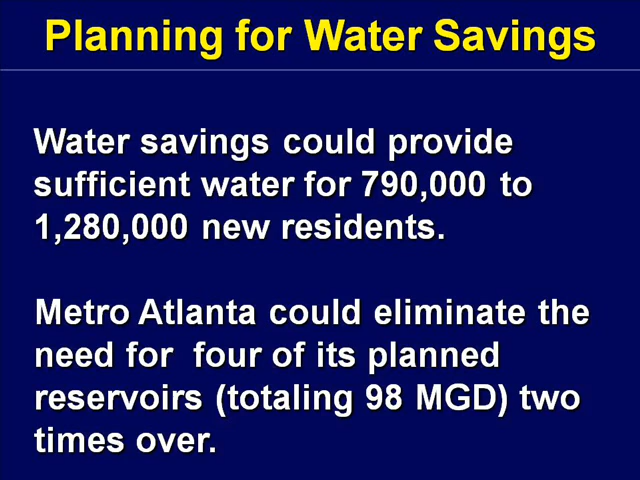 Planning for Water Savings
Water savings could provide
sufficient water for 790,000 to
1,280,000 new residents.
Metro Atlanta could eliminate the
need for  four of its planned
reservoirs (totaling 98 MGD) two
times over.